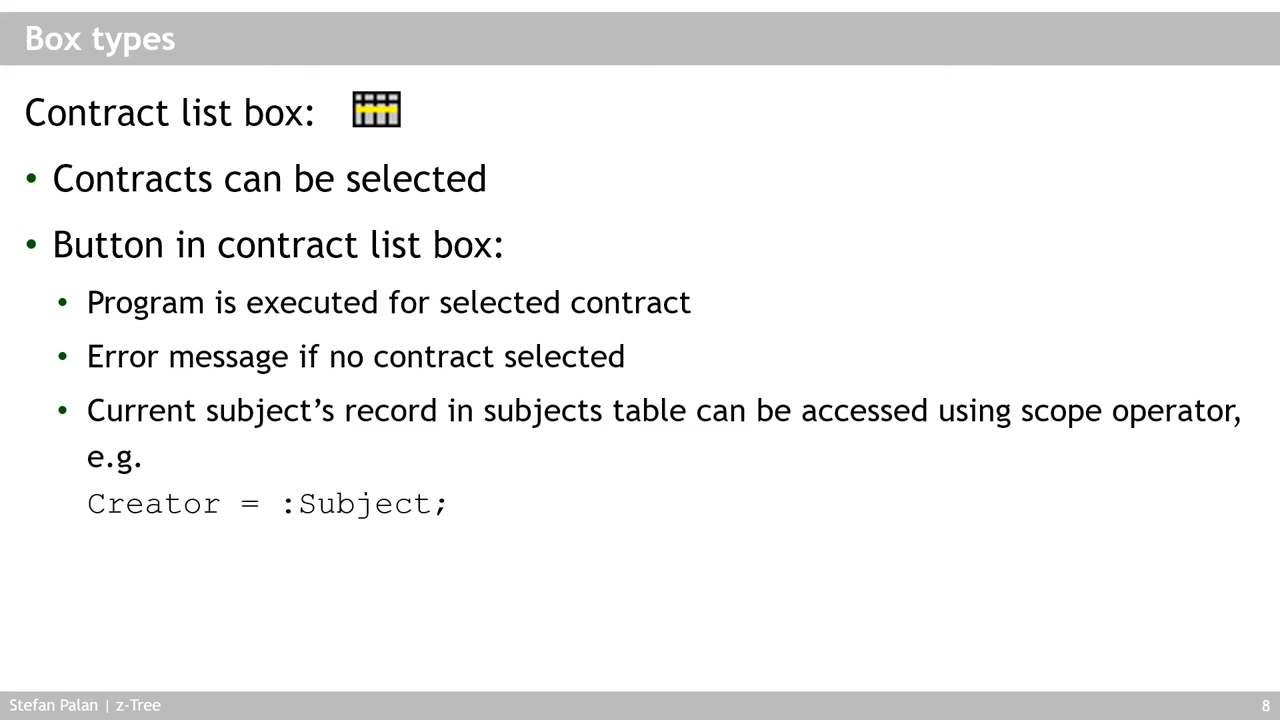 Box types
Contract list box:
• Contracts can be selected
• Button in contract list box:
• Program is executed for selected contract
• Error message if no contract selected
• Current subject’s record in subjects table can be accessed using scope operator,
e.g.
Creator = :Subject;
Stefan Palan | z-Tree
8